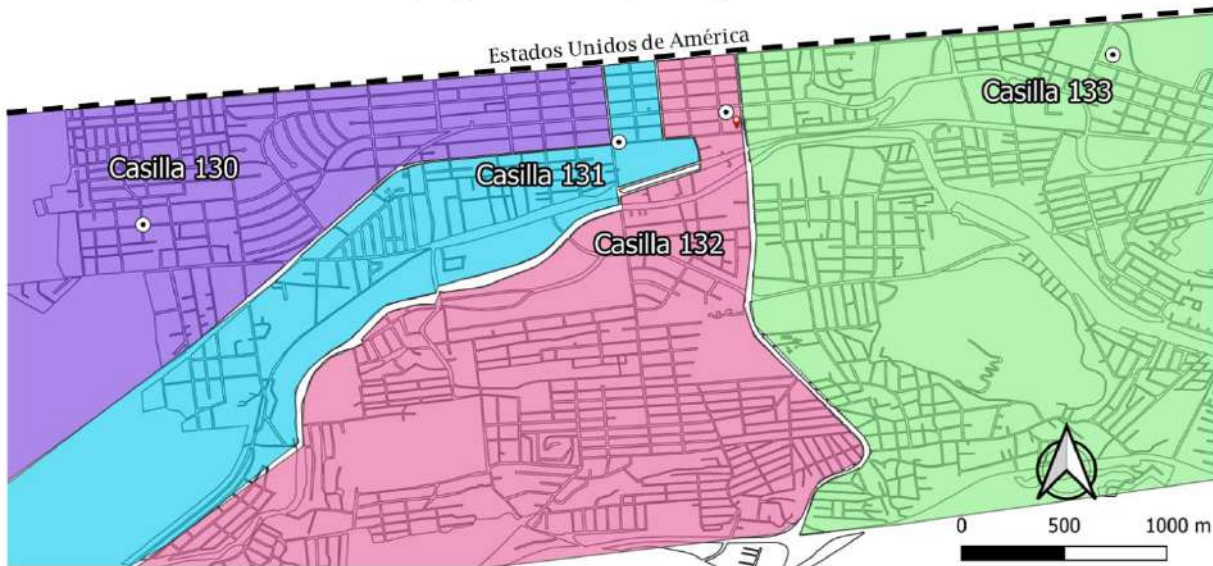 Estados Unidos de América
Casilla 133
Casilla 130
Casilla 131
Casilla 132
0 500 1000 m